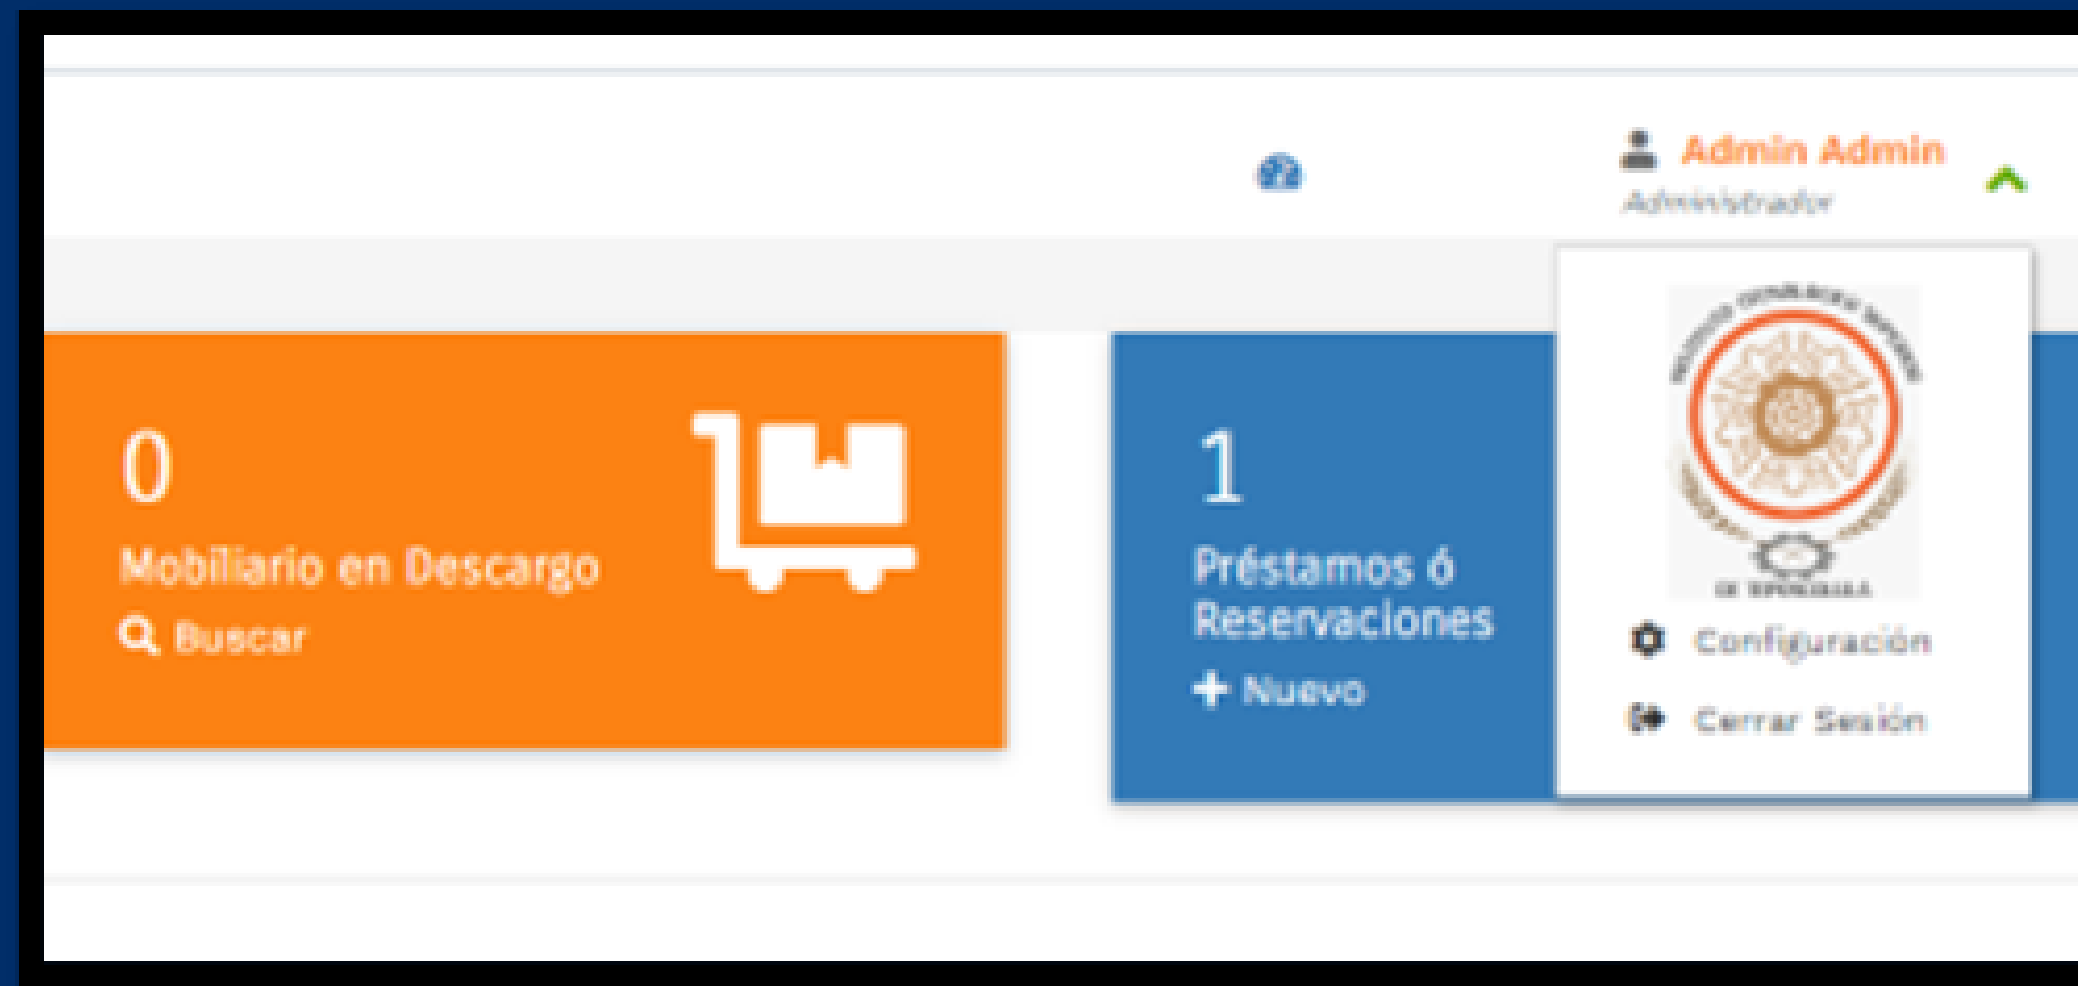 Admin Admin
Administrador
0
Mobiliario en Descargo
Buscar
1
Préstamos ó
Reservaciones
Nuevo
Configuración
Cerrar Sesión